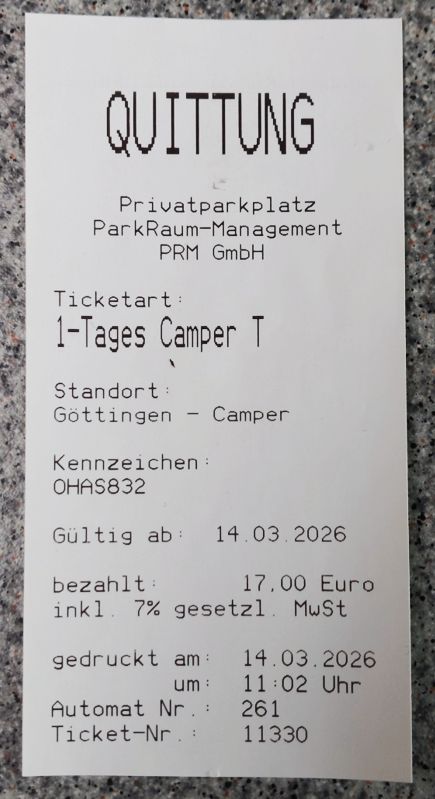 QUITTUNG
Privatparkplatz
ParkRaum-Management
PRM GmbH
Ticketart:
1-Tages Camper T
Standort:
Göttingen - Camper
Kennzeichen:
OHAS832
Gültig ab: 14.03.2026
bezahlt: 17,00 Euro
inkl. 7% gesetzl. MwSt
gedruckt am: 14.03.2026
um: 11:02 Uhr
Automat Nr.: 261
Ticket-Nr.: 11330